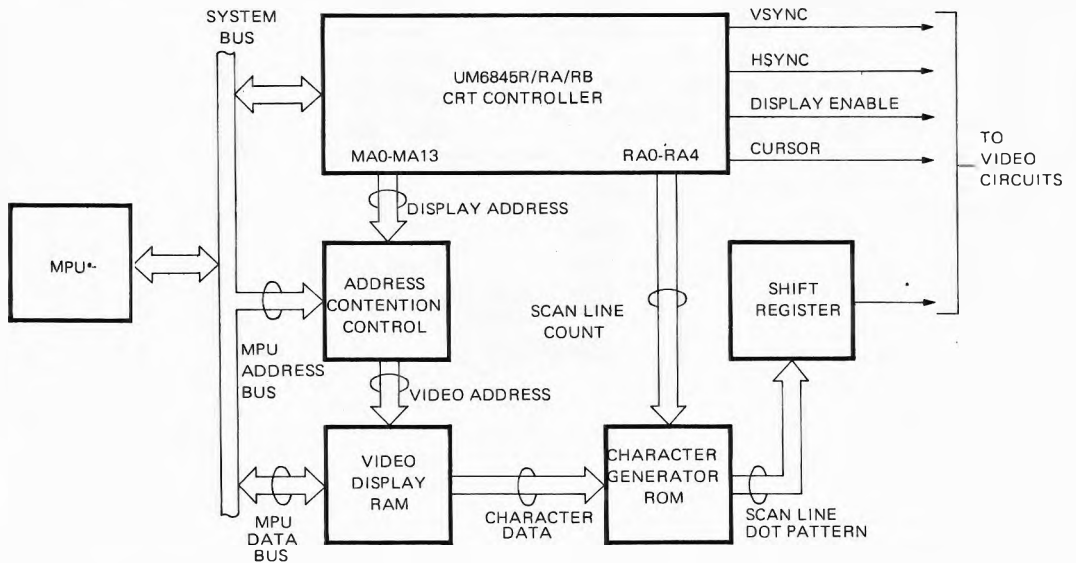 SYSTEM
BUS
UM6845R/RA/RB
CRT CONTROLLER
MA0-MA13
RA0-RA4
VSYNC
HSYNC
DISPLAY ENABLE
CURSOR
TO
VIDEO
CIRCUITS
DISPLAY ADDRESS
MPU*-
ADDRESS
CONTENTION
CONTROL
SCAN LINE
COUNT
SHIFT
REGISTER
MPU
ADDRESS
BUS
VIDEO ADDRESS
VIDEO
DISPLAY
RAM
CHARACTER
GENERATOR
ROM
MPU
DATA
BUS
CHARACTER
DATA
SCAN LINE
DOT PATTERN